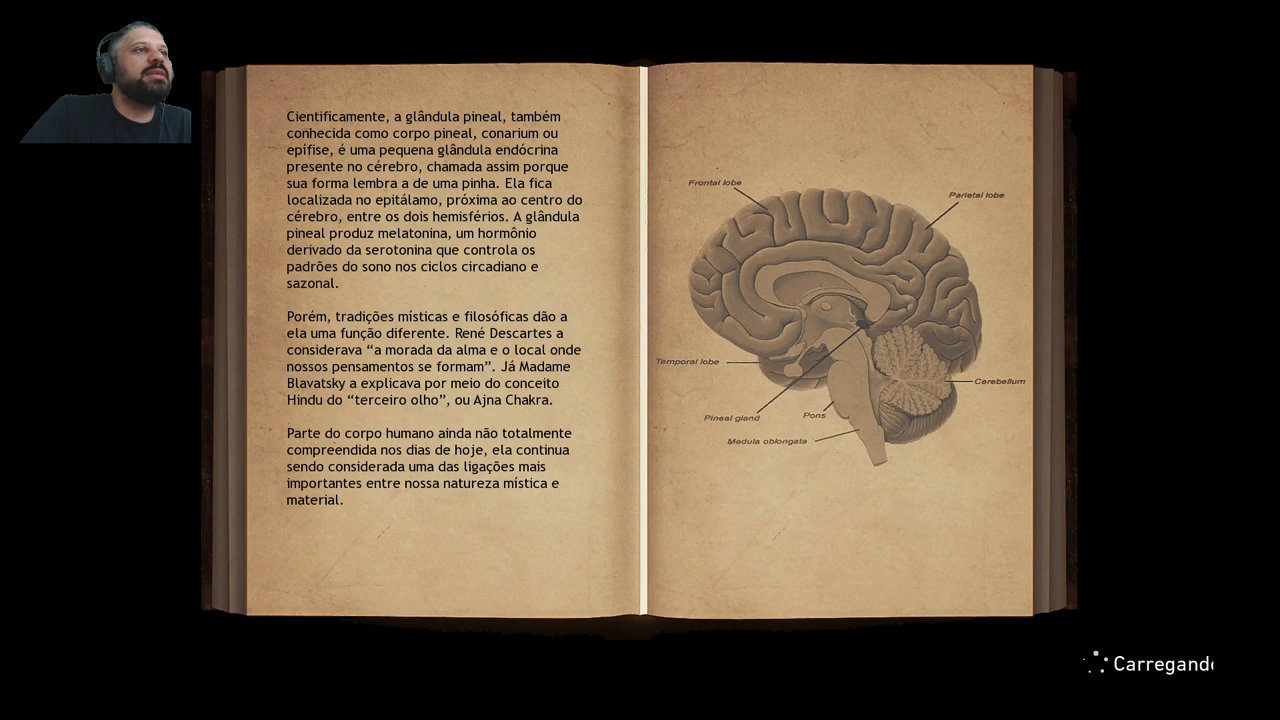 Cientificamente, a glândula pineal, também
conhecida como corpo pineal, conarium ou
epífise, é uma pequena glândula endócrina
presente no cérebro, chamada assim porque
sua forma lembra a de uma pinha. Ela fica
localizada no epitálamo, próxima ao centro do
cérebro, entre os dois hemisférios. A glândula
pineal produz melatonina, um hormônio
derivado da serotonina que controla os
padrões do sono nos ciclos circadiano e
sazonal.
Porém, tradições místicas e filosóficas dão a
ela uma função diferente. René Descartes a
considerava “a morada da alma e o local onde
nossos pensamentos se formam”. Já Madame
Blavatsky a explicava por meio do conceito
Hindu do “terceiro olho”, ou Ajna Chakra.
Parte do corpo humano ainda não totalmente
compreendida nos dias de hoje, ela continua
sendo considerada uma das ligações mais
importantes entre nossa natureza mística e
material.
Frontal lobe
Parietal lobe
Temporal lobe
Cerebellum
Pineal gland
Pons
Medula oblongata
Carregand